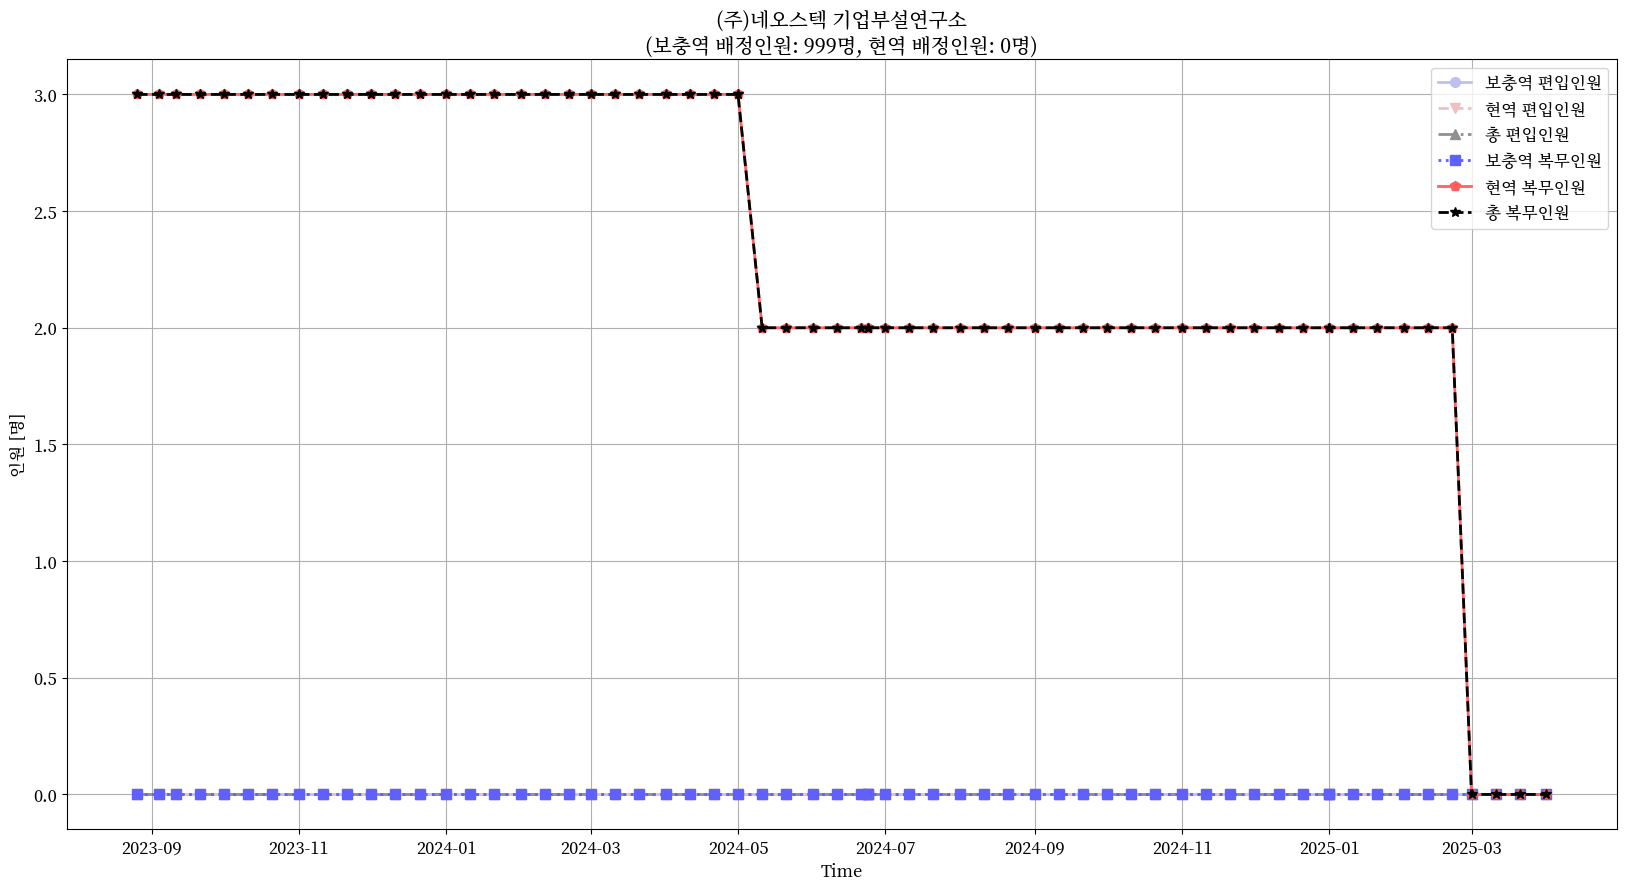 (주)네오스텍 기업부설연구소
(보충역 배정인원: 999명, 현역 배정인원: 0명)
보충역 편입인원
현역 편입인원
총 편입인원
보충역 복무인원
현역 복무인원
총 복무인원
3.0
2.5
2.0
1.5
1.0
0.5
0.0
인원 [명]
2023-09
2023-11
2024-01
2024-03
2024-05
2024-07
2024-09
2024-11
2025-01
2025-03
Time